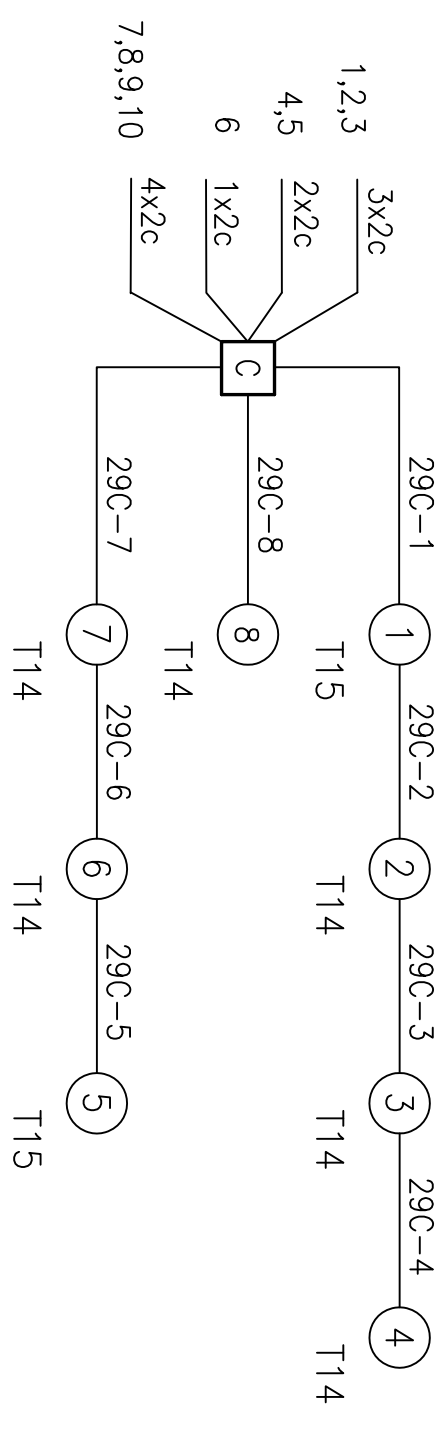 29C-1 29C-2 29C-3 29C-4
1 2 3 4
3x2c
1,2,3
T15 T14 T14 T14
2x2c
4,5
29C-8
C 8
1x2c
6
T14
4x2c
7,8,9,10
29C-7 29C-6 29C-5
7 6 5
T14 T14 T15